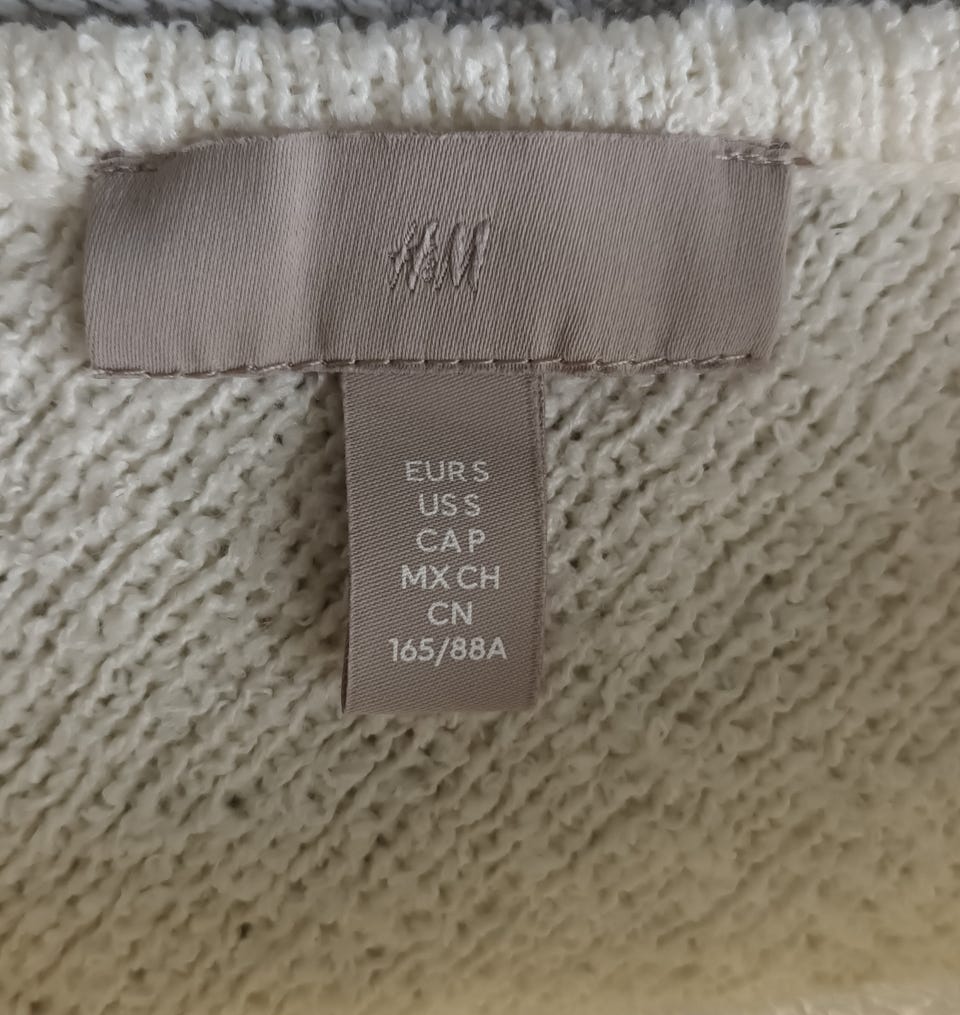 H&M
EUR S
US S
CA P
MX CH
CN
165/88A